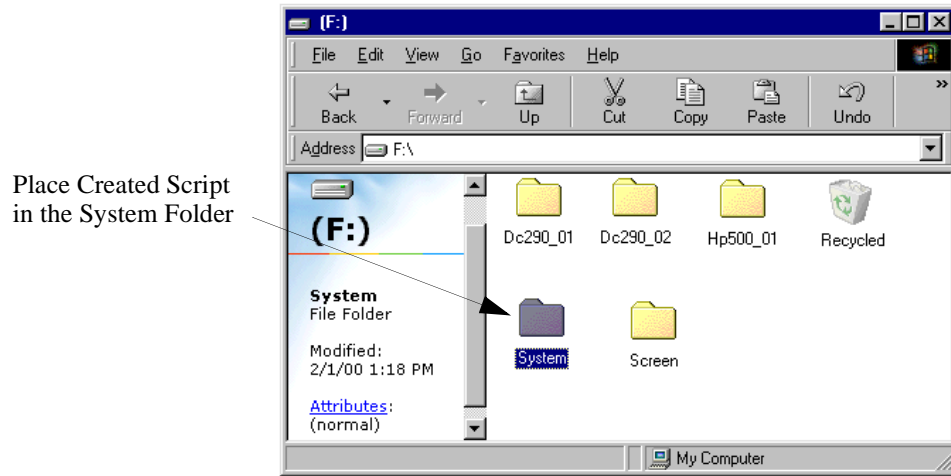 (F:)
File Edit View Go Favorites Help
Back Forward Up Cut Copy Paste Undo »
Address F:\
Place Created Script
in the System Folder
(F:)
System
File Folder
Modified:
2/1/00 1:18 PM
Attributes:
(normal)
Dc290_01 Dc290_02 Hp500_01 Recycled
System Screen
My Computer